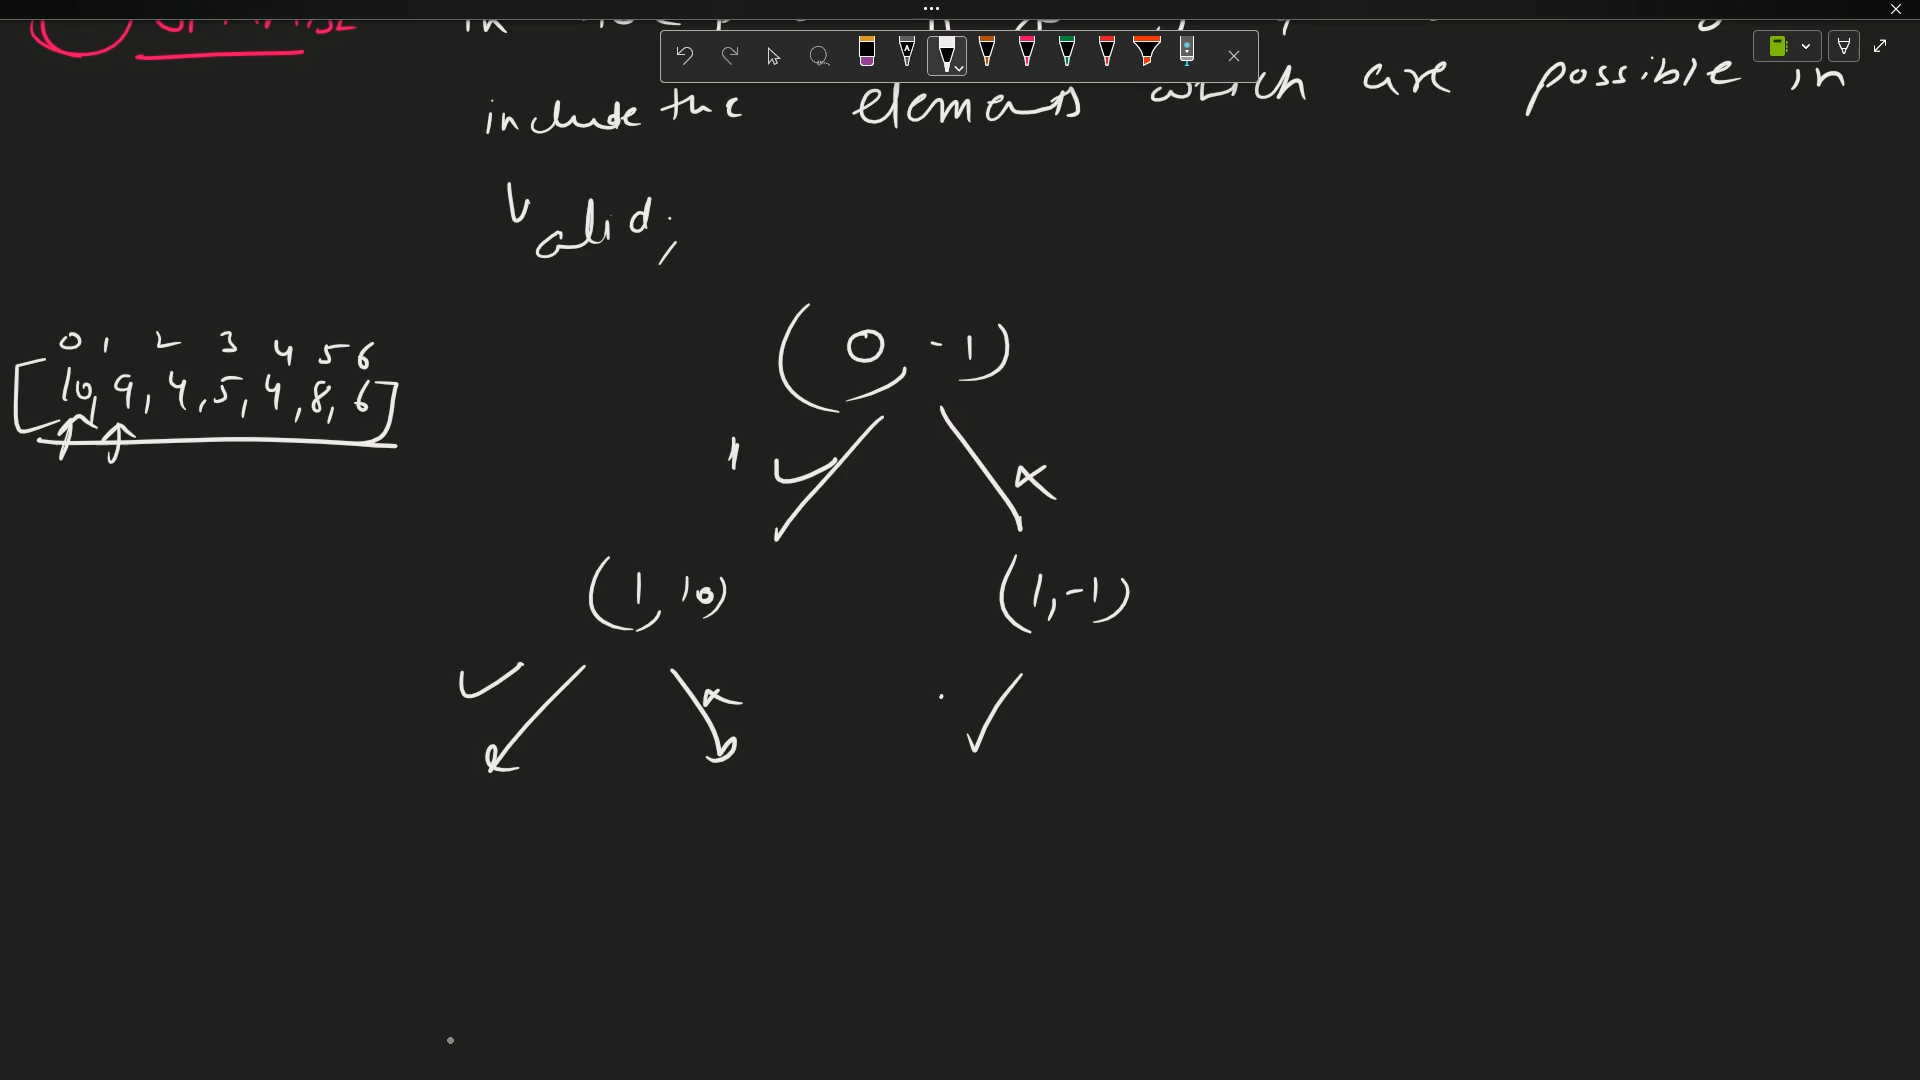 in
include the elements which are possible in
valid;
0 1 2 3 4 5 6
[10, 9, 4, 5, 4, 8, 6]
(0, -1)
1
(1, 10) (1, -1)